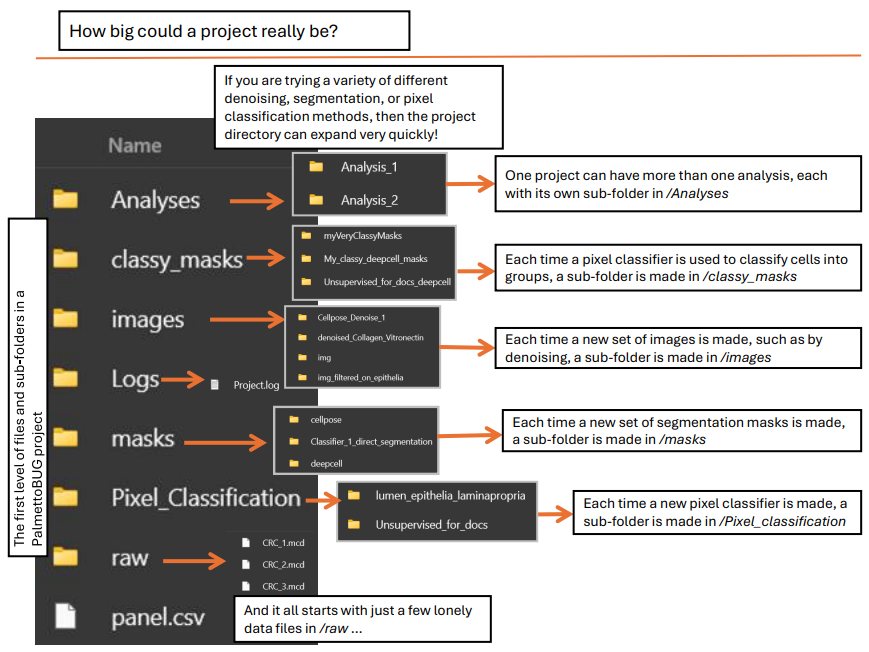 How big could a project really be?
If you are trying a variety of different
denoising, segmentation, or pixel
classification methods, then the project
directory can expand very quickly!
Name
The first level of files and sub-folders in a
PalmettoBUG project
Analyses
Analysis_1
Analysis_2
One project can have more than one analysis, each
with its own sub-folder in /Analyses
classy_masks
myVeryClassyMasks
My_classy_deepcell_masks
Unsupervised_for_docs_deepcell
Each time a pixel classifier is used to classify cells into
groups, a sub-folder is made in /classy_masks
images
Cellpose_Denoise_1
denoised_Collagen_Vitronectin
img
img_filtered_on_epithelia
Each time a new set of images is made, such as by
denoising, a sub-folder is made in /images
Logs
Project.log
masks
cellpose
Classifier_1_direct_segmentation
deepcell
Each time a new set of segmentation masks is made,
a sub-folder is made in /masks
Pixel_Classification
lumen_epithelia_laminapropria
Unsupervised_for_docs
Each time a new pixel classifier is made, a
sub-folder is made in /Pixel_classification
raw
CRC_1.mcd
CRC_2.mcd
CRC_3.mcd
panel.csv
And it all starts with just a few lonely
data files in /raw ...